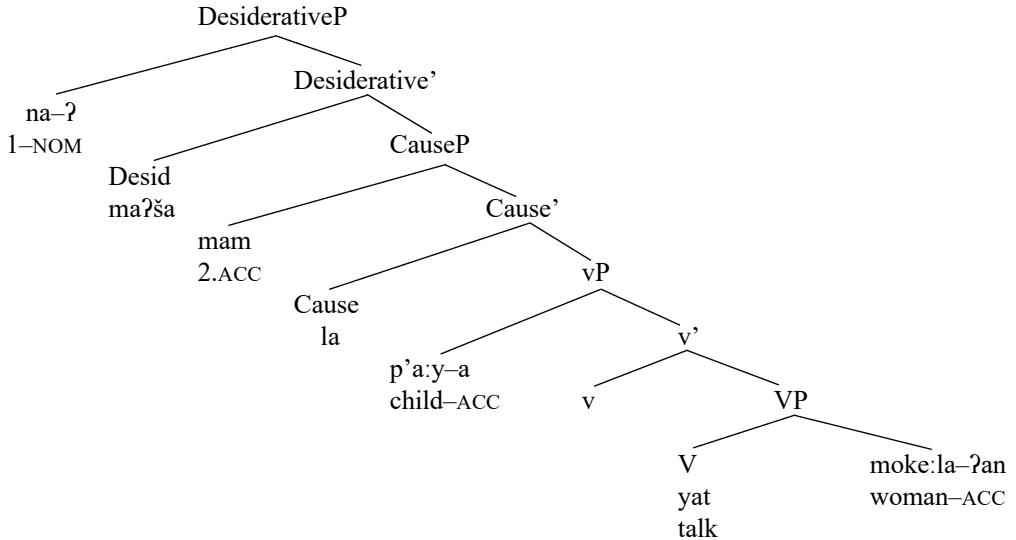 DesiderativeP
Desiderative’
na–ʔ
1–NOM
CauseP
Desid
maʔša
Cause’
mam
2.ACC
vP
Cause
la
v’
p’a:y–a
child–ACC
v
VP
V
moke:la–ʔan
yat
woman–ACC
talk